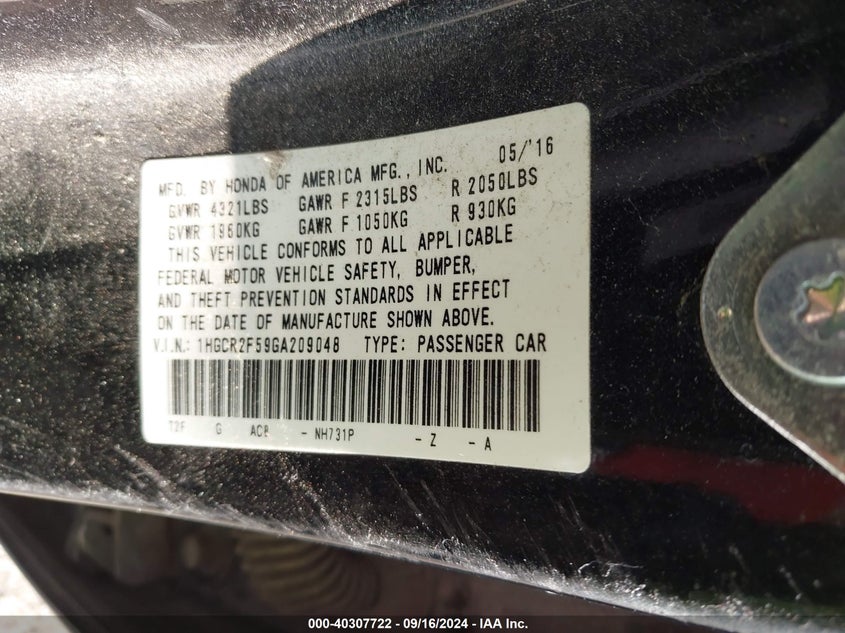 MFD. BY HONDA OF AMERICA MFG., INC. 05/'16
GVWR 4321LBS GAWR F 2315LBS R 2050LBS
GVWR 1960KG GAWR F 1050KG R 930KG
THIS VEHICLE CONFORMS TO ALL APPLICABLE
FEDERAL MOTOR VEHICLE SAFETY, BUMPER,
AND THEFT PREVENTION STANDARDS IN EFFECT
ON THE DATE OF MANUFACTURE SHOWN ABOVE.
V.I.N.: 1HGCR2F59GA209048 TYPE: PASSENGER CAR
T2F G - NH731P - Z - A
000-40307722 - 09/16/2024 - IAA Inc.